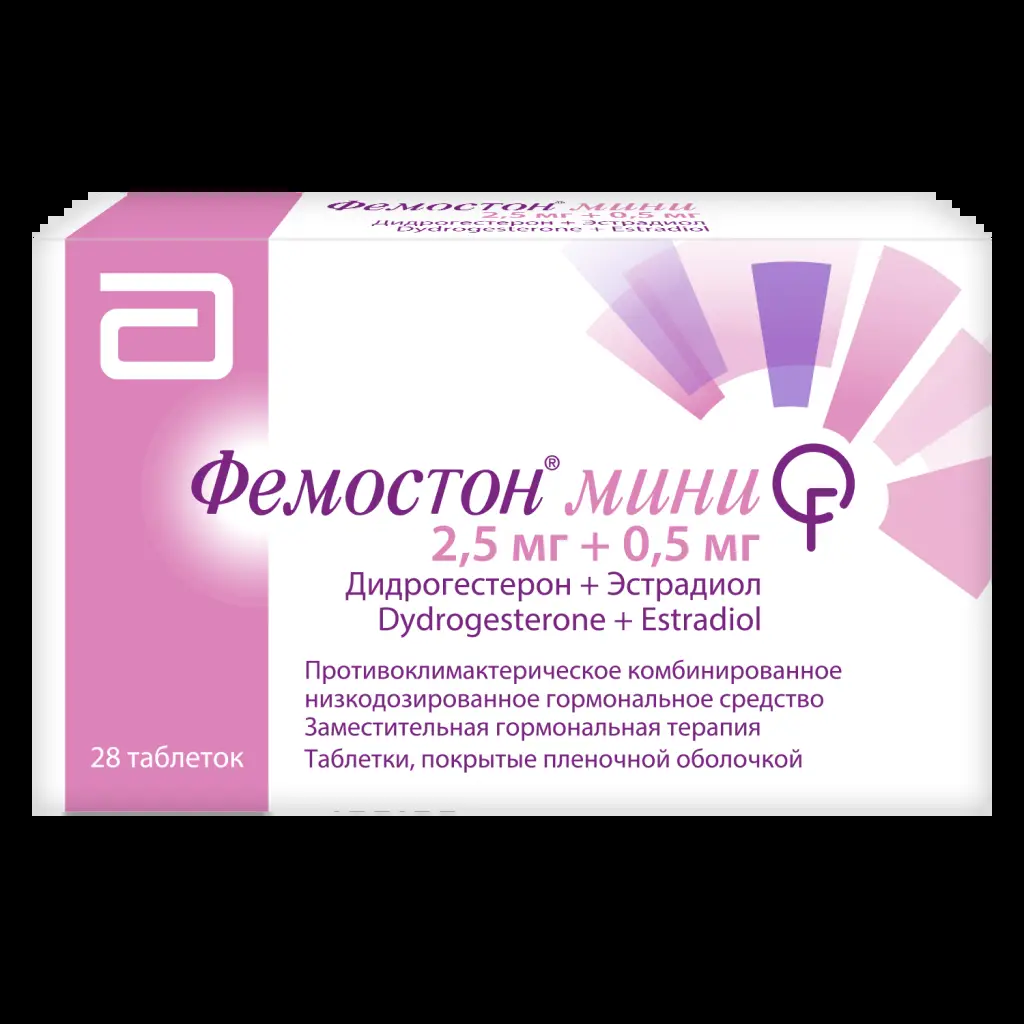 Фемостон® мини
2,5 мг + 0,5 мг
Дидрогестерон + Эстрадиол
Dydrogesterone + Estradiol
Фемостон® мини
2,5 мг + 0,5 мг
Дидрогестерон + Эстрадиол
Dydrogesterone + Estradiol
Противоклимактерическое комбинированное
низкодозированное гормональное средство
Заместительная гормональная терапия
Таблетки, покрытые пленочной оболочкой
28 таблеток